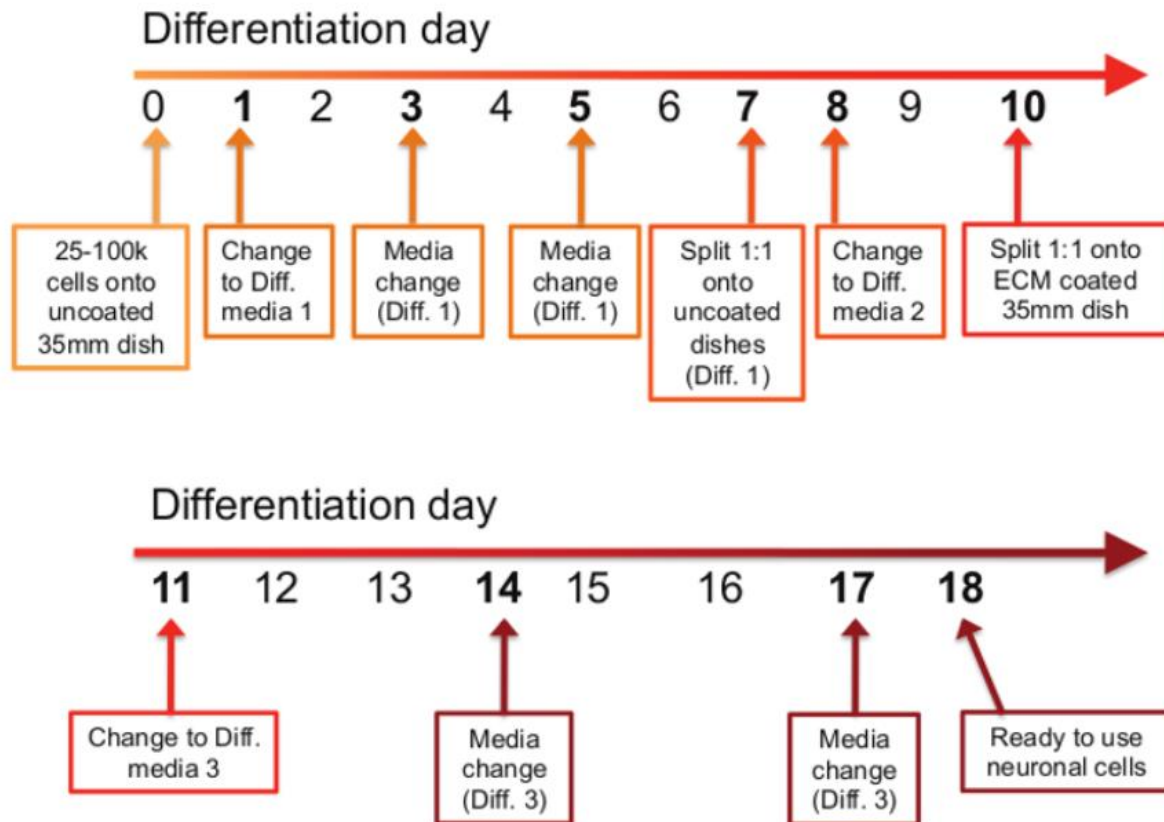 Differentiation day
0 1 2 3 4 5 6 7 8 9 10
25-100k
cells onto
uncoated
35mm dish
Change
to Diff.
media 1
Media
change
(Diff. 1)
Media
change
(Diff. 1)
Split 1:1
onto
uncoated
dishes
(Diff. 1)
Change
to Diff.
media 2
Split 1:1 onto
ECM coated
35mm dish
Differentiation day
11 12 13 14 15 16 17 18
Change to Diff.
media 3
Media
change
(Diff. 3)
Media
change
(Diff. 3)
Ready to use
neuronal cells